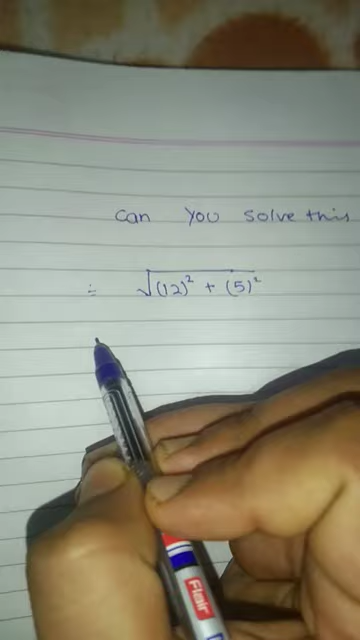 Can You Solve this
÷ √(12)² + (5)²
Flair